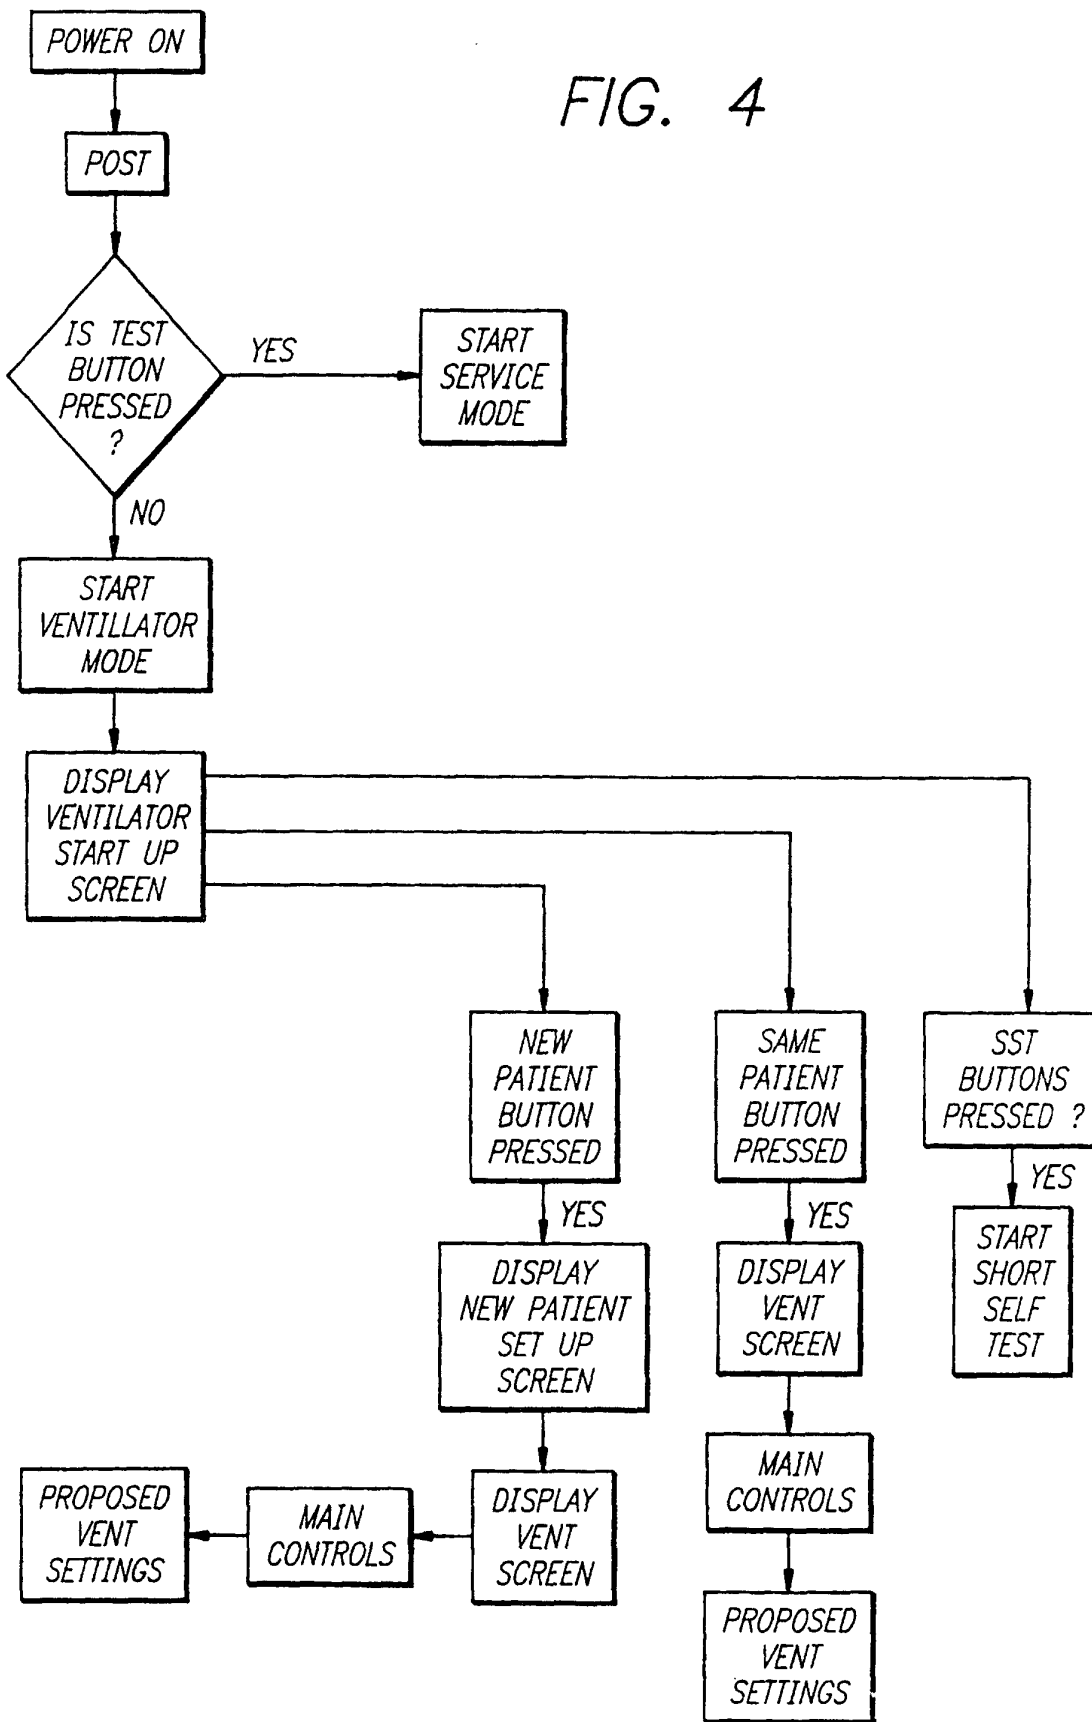 POWER ON
FIG. 4
POST
IS TEST
BUTTON
PRESSED
?
YES
START
SERVICE
MODE
NO
START
VENTILLATOR
MODE
DISPLAY
VENTILATOR
START UP
SCREEN
NEW
PATIENT
BUTTON
PRESSED
SAME
PATIENT
BUTTON
PRESSED
SST
BUTTONS
PRESSED ?
YES
YES
YES
DISPLAY
NEW PATIENT
SET UP
SCREEN
DISPLAY
VENT
SCREEN
START
SHORT
SELF
TEST
PROPOSED
VENT
SETTINGS
MAIN
CONTROLS
DISPLAY
VENT
SCREEN
MAIN
CONTROLS
PROPOSED
VENT
SETTINGS